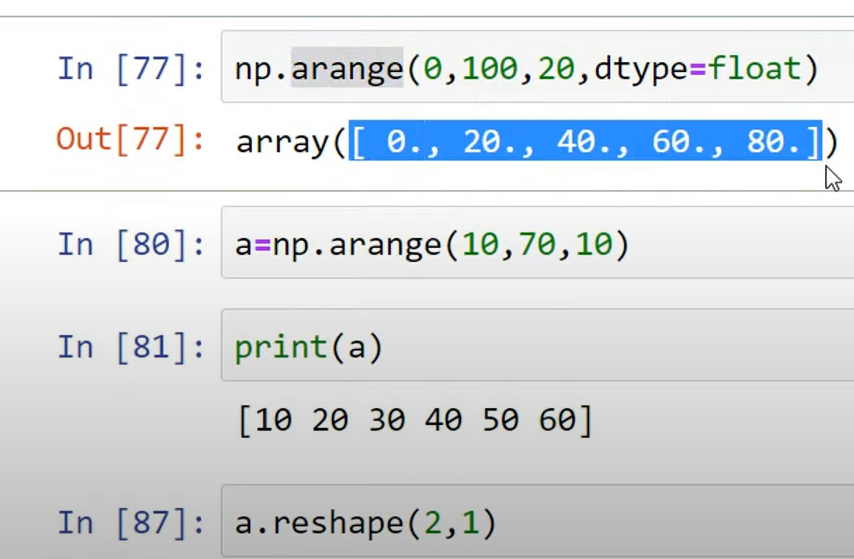 In [77]: np.arange(0,100,20,dtype=float)
Out[77]: array([ 0., 20., 40., 60., 80.])
In [80]: a=np.arange(10,70,10)
In [81]: print(a)
[10 20 30 40 50 60]
In [87]: a.reshape(2,1)